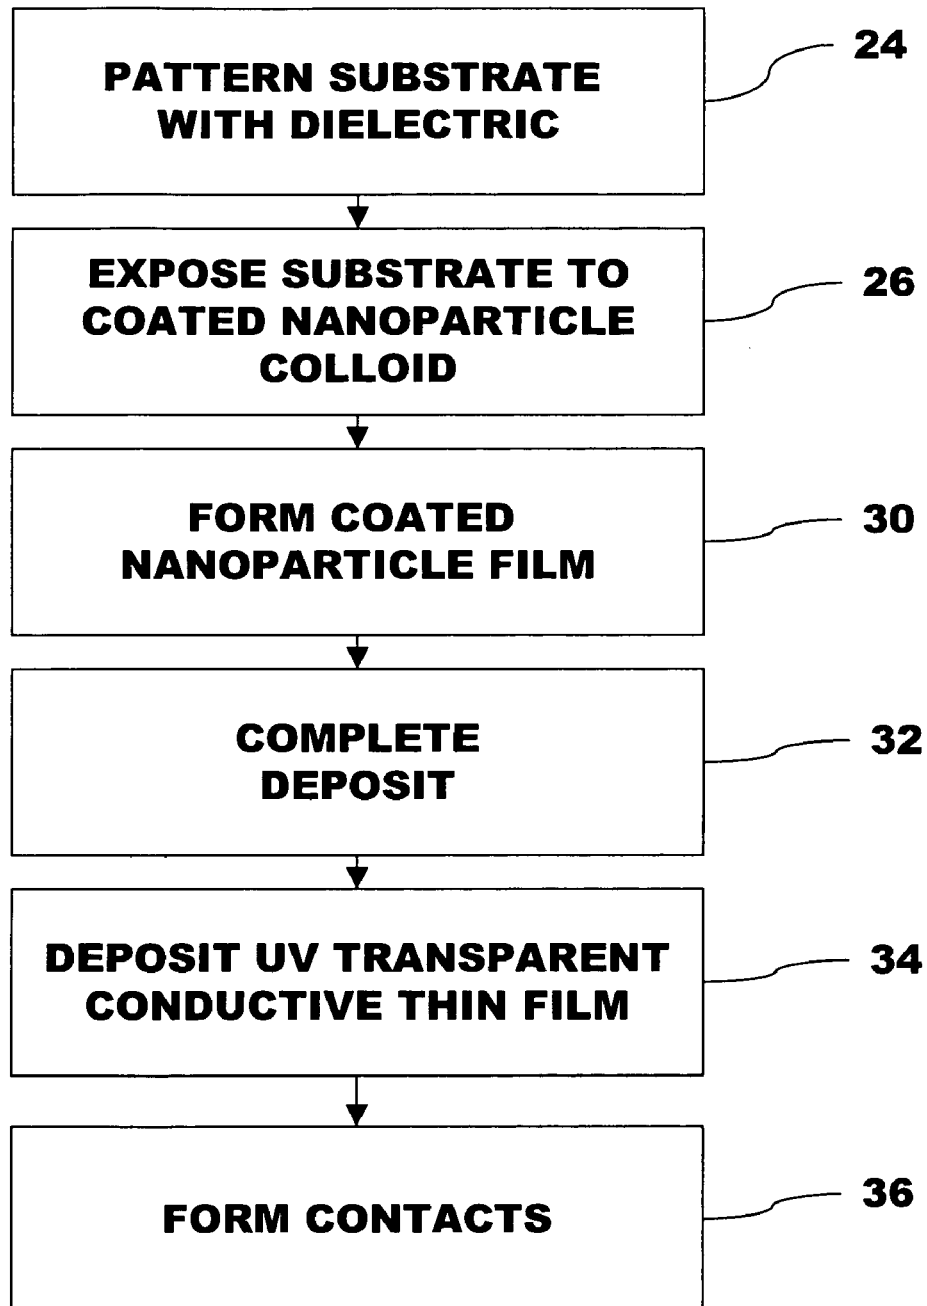 PATTERN SUBSTRATE
WITH DIELECTRIC
24
EXPOSE SUBSTRATE TO
COATED NANOPARTICLE
COLLOID
26
FORM COATED
NANOPARTICLE FILM
30
COMPLETE
DEPOSIT
32
DEPOSIT UV TRANSPARENT
CONDUCTIVE THIN FILM
34
FORM CONTACTS
36